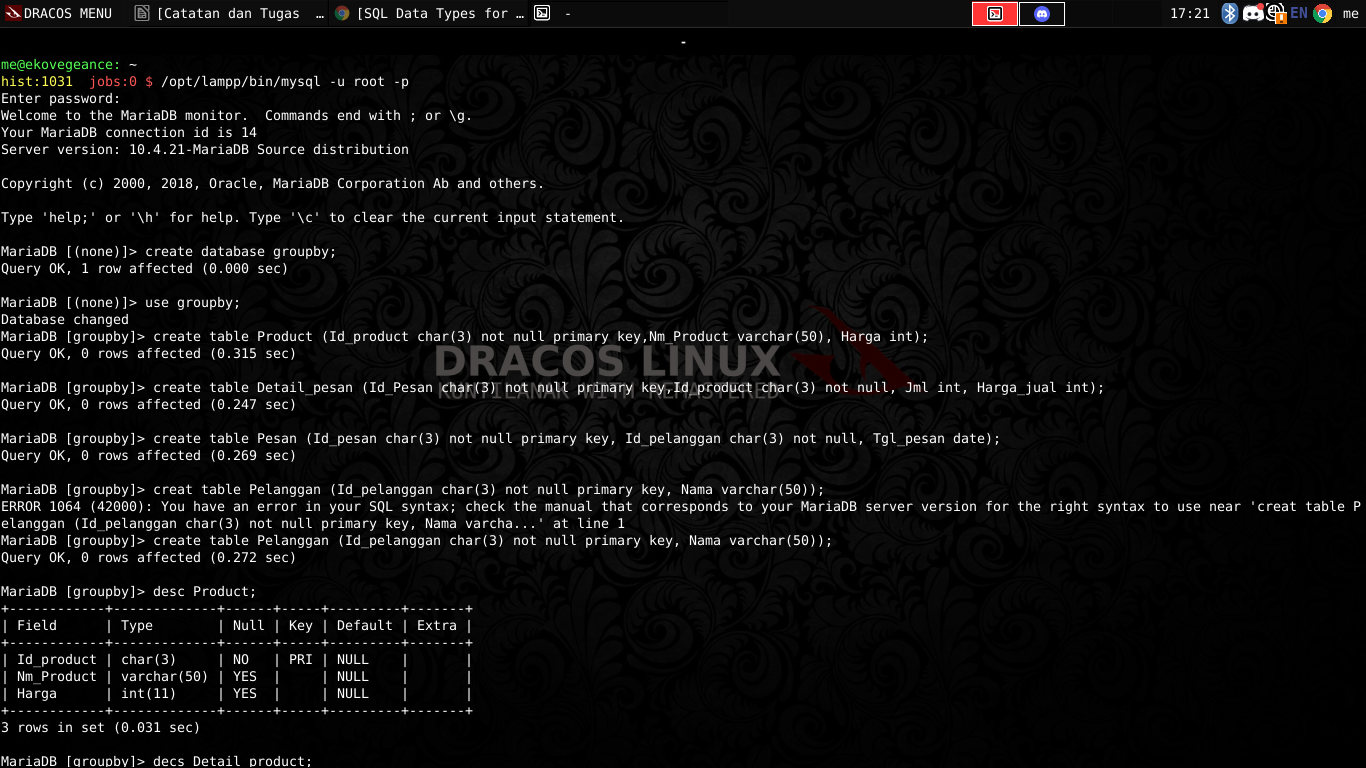 DRACOS MENU [Catatan dan Tugas … [SQL Data Types for … - 17:21 EN me
-
me@ekovegeance: ~
hist:1031  jobs:0 $ /opt/lampp/bin/mysql -u root -p
Enter password:
Welcome to the MariaDB monitor.  Commands end with ; or \g.
Your MariaDB connection id is 14
Server version: 10.4.21-MariaDB Source distribution
Copyright (c) 2000, 2018, Oracle, MariaDB Corporation Ab and others.
Type 'help;' or '\h' for help. Type '\c' to clear the current input statement.
MariaDB [(none)]> create database groupby;
Query OK, 1 row affected (0.000 sec)
MariaDB [(none)]> use groupby;
Database changed
MariaDB [groupby]> create table Product (Id_product char(3) not null primary key,Nm_Product varchar(50), Harga int);
Query OK, 0 rows affected (0.315 sec)
DRACOS LINUX
MariaDB [groupby]> create table Detail_pesan (Id_Pesan char(3) not null primary key,Id_product char(3) not null, Jml int, Harga_jual int);
KUNTILANAK WITH REMASTERED
Query OK, 0 rows affected (0.247 sec)
MariaDB [groupby]> create table Pesan (Id_pesan char(3) not null primary key, Id_pelanggan char(3) not null, Tgl_pesan date);
Query OK, 0 rows affected (0.269 sec)
MariaDB [groupby]> creat table Pelanggan (Id_pelanggan char(3) not null primary key, Nama varchar(50));
ERROR 1064 (42000): You have an error in your SQL syntax; check the manual that corresponds to your MariaDB server version for the right syntax to use near 'creat table P
elanggan (Id_pelanggan char(3) not null primary key, Nama varcha...' at line 1
MariaDB [groupby]> create table Pelanggan (Id_pelanggan char(3) not null primary key, Nama varchar(50));
Query OK, 0 rows affected (0.272 sec)
MariaDB [groupby]> desc Product;
+------------+-------------+------+-----+---------+-------+
| Field      | Type        | Null | Key | Default | Extra |
+------------+-------------+------+-----+---------+-------+
| Id_product | char(3)     | NO   | PRI | NULL    |       |
| Nm_Product | varchar(50) | YES  |     | NULL    |       |
| Harga      | int(11)     | YES  |     | NULL    |       |
+------------+-------------+------+-----+---------+-------+
3 rows in set (0.031 sec)
MariaDB [groupby]> decs Detail_product;